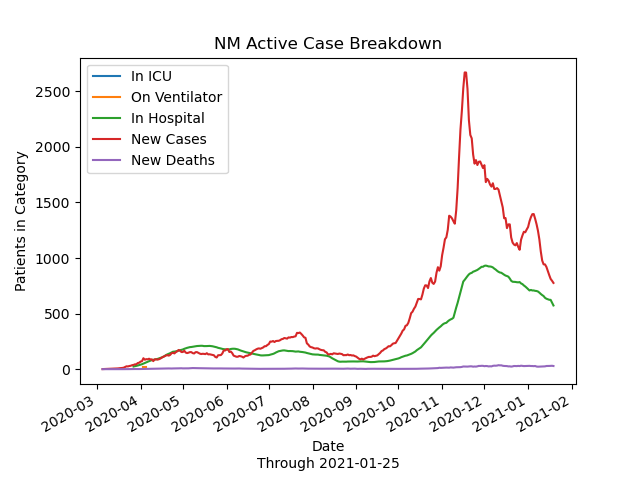 NM Active Case Breakdown
In ICU
On Ventilator
In Hospital
New Cases
New Deaths
Patients in Category
2500
2000
1500
1000
500
0
2020-03
2020-04
2020-05
2020-06
2020-07
2020-08
2020-09
2020-10
2020-11
2020-12
2021-01
2021-02
Date
Through 2021-01-25